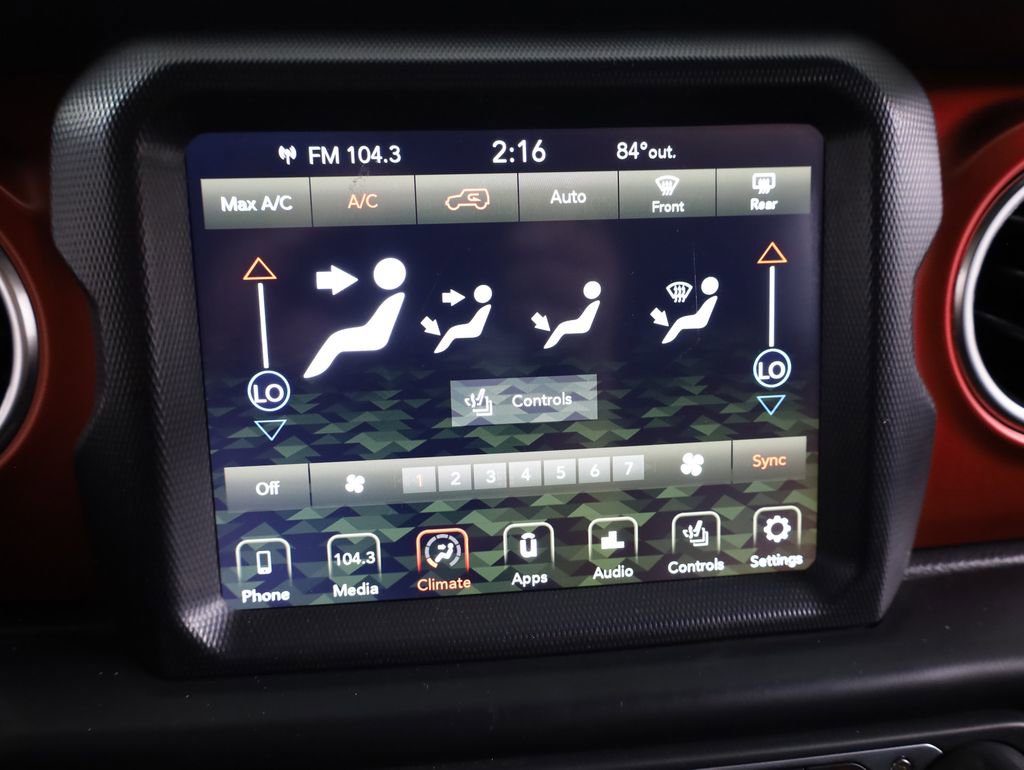 FM 104.3 2:16 84° out.
Max A/C A/C Auto Front Rear
LO LO
Controls
Off 1 2 3 4 5 6 7 Sync
104.3
Phone Media Climate Apps Audio Controls Settings